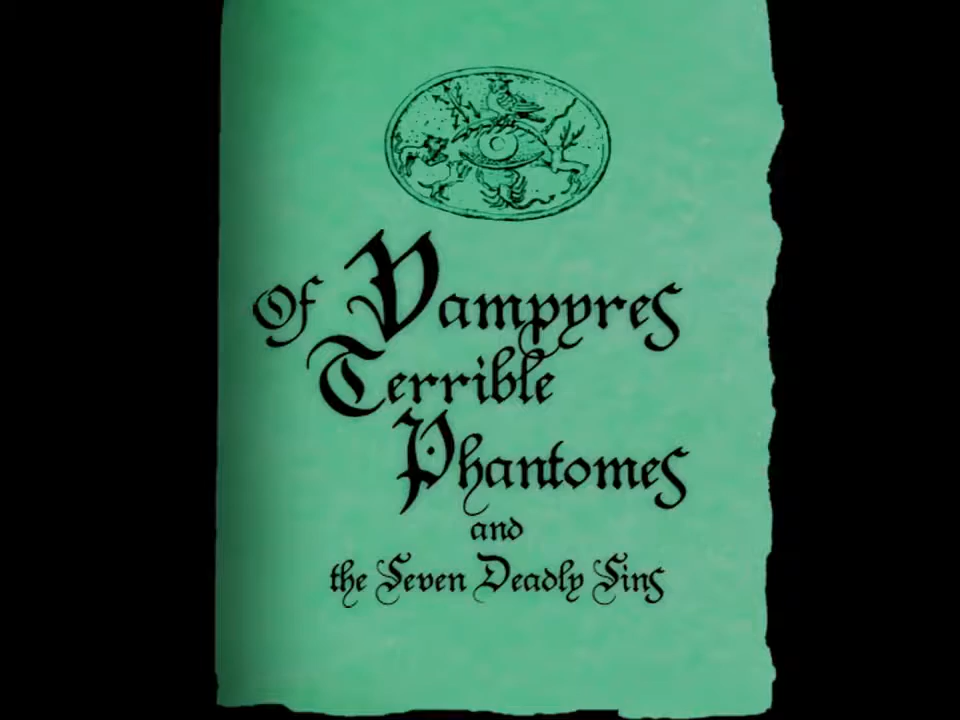 Of Vampyres
Terrible
Phantomes
and
the Seven Deadly Sins